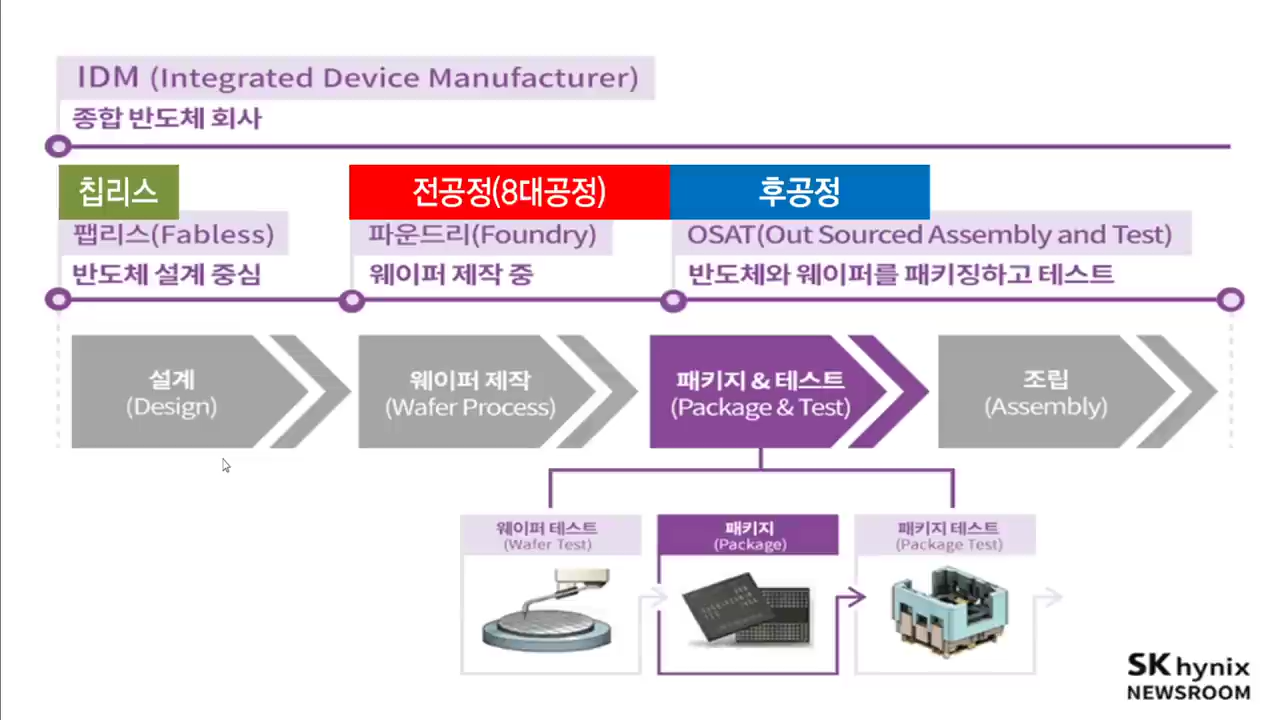 IDM (Integrated Device Manufacturer)
종합 반도체 회사
칩리스
전공정(8대공정)
후공정
팹리스(Fabless)
파운드리(Foundry)
OSAT(Out Sourced Assembly and Test)
반도체 설계 중심
웨이퍼 제작 중
반도체와 웨이퍼를 패키징하고 테스트
설계
(Design)
웨이퍼 제작
(Wafer Process)
패키지 & 테스트
(Package & Test)
조립
(Assembly)
웨이퍼 테스트
(Wafer Test)
패키지
(Package)
패키지 테스트
(Package Test)
SK hynix
NEWSROOM